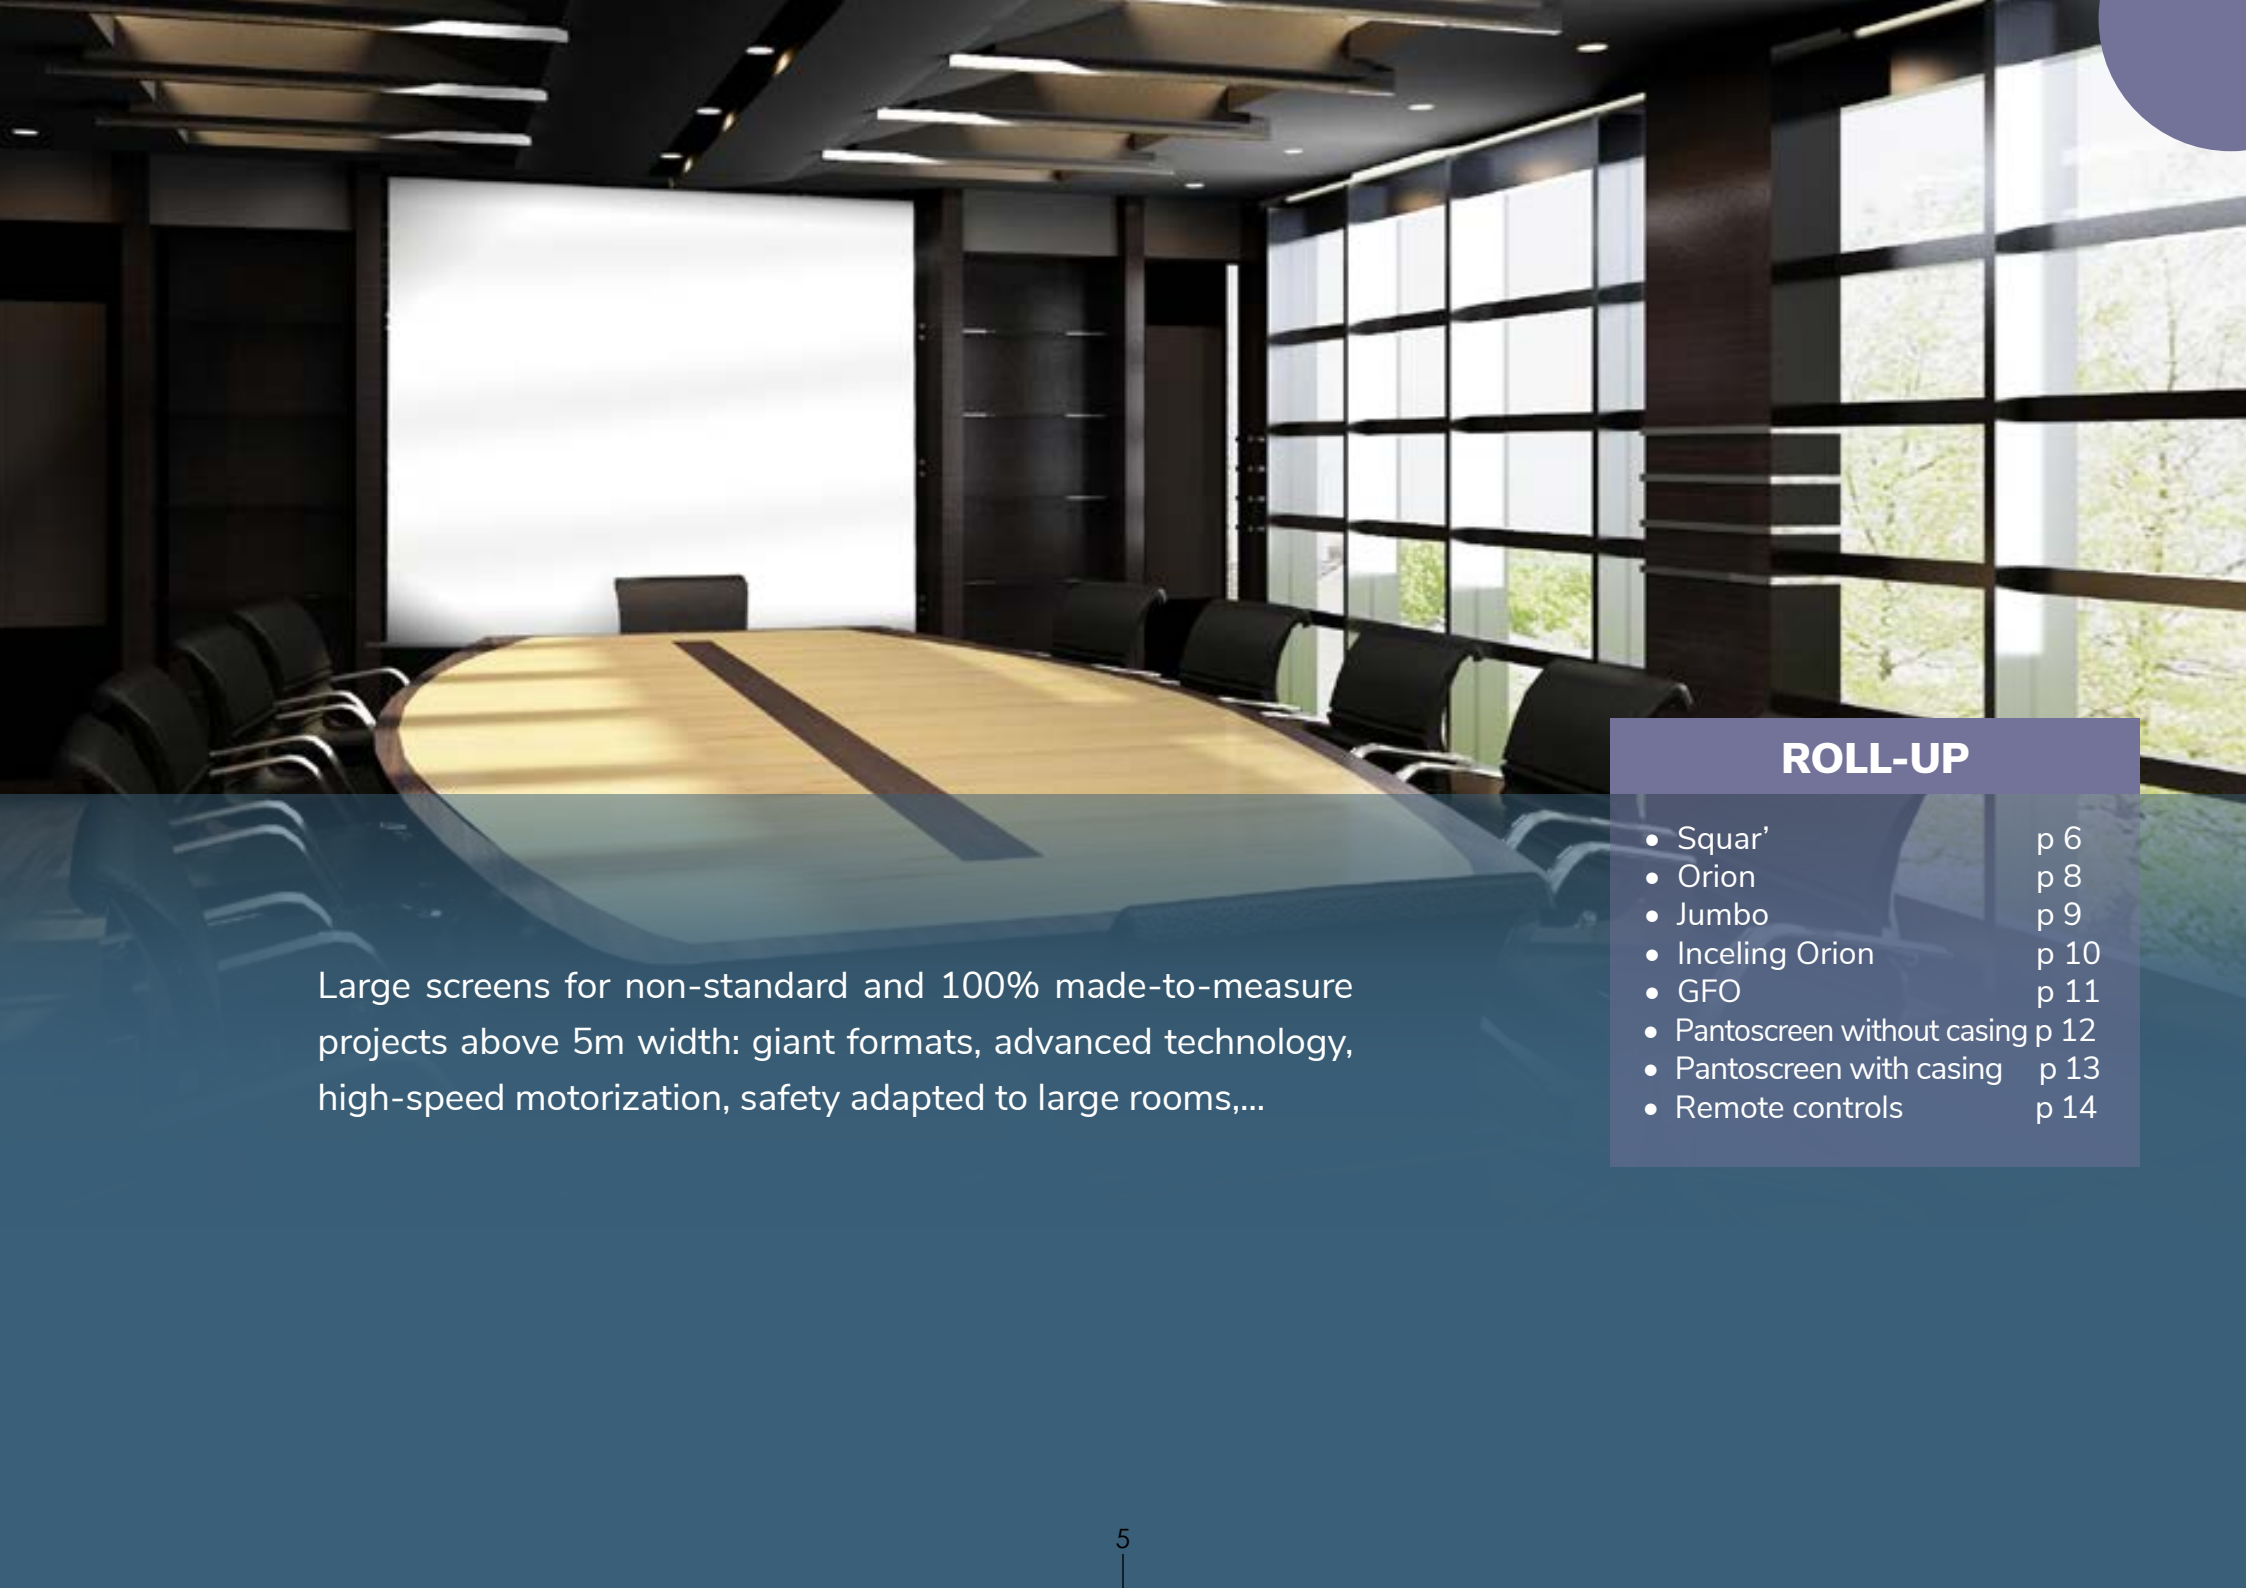 ROLL-UP
• Squar’ p 6
• Orion p 8
• Jumbo p 9
• Inceling Orion p 10
• GFO p 11
• Pantoscreen without casing p 12
• Pantoscreen with casing p 13
• Remote controls p 14
Large screens for non-standard and 100% made-to-measure
projects above 5m width: giant formats, advanced technology,
high-speed motorization, safety adapted to large rooms,...
5